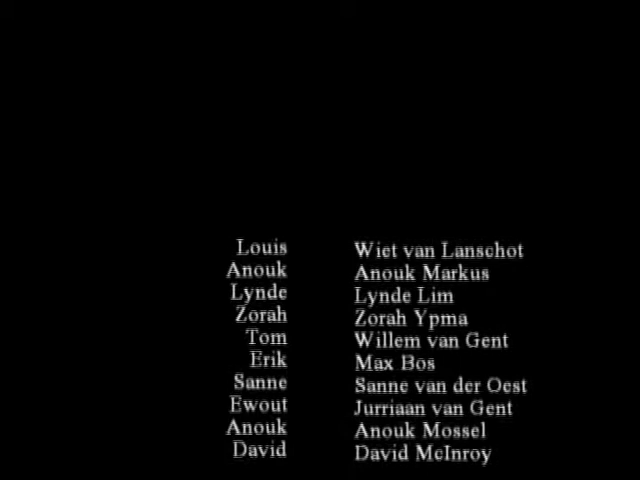 Louis Wiet van Lanschot
Anouk Anouk Markus
Lynde Lynde Lim
Zorah Zorah Ypma
Tom Willem van Gent
Erik Max Bos
Sanne Sanne van der Oest
Ewout Jurriaan van Gent
Anouk Anouk Mossel
David David McInroy